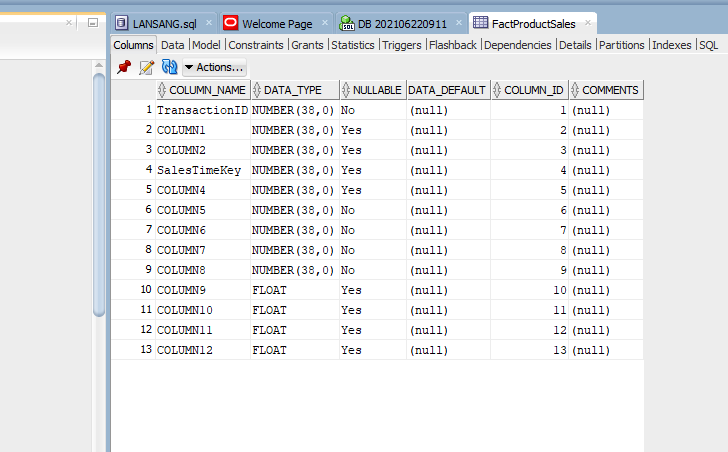 LANSANG.sql Welcome Page DB 202106220911 FactProductSales
Columns Data Model Constraints Grants Statistics Triggers Flashback Dependencies Details Partitions Indexes SQL
Actions...
COLUMN_NAME DATA_TYPE NULLABLE DATA_DEFAULT COLUMN_ID COMMENTS
1 TransactionID NUMBER(38,0) No (null) 1 (null)
2 COLUMN1 NUMBER(38,0) Yes (null) 2 (null)
3 COLUMN2 NUMBER(38,0) Yes (null) 3 (null)
4 SalesTimeKey NUMBER(38,0) Yes (null) 4 (null)
5 COLUMN4 NUMBER(38,0) Yes (null) 5 (null)
6 COLUMN5 NUMBER(38,0) No (null) 6 (null)
7 COLUMN6 NUMBER(38,0) No (null) 7 (null)
8 COLUMN7 NUMBER(38,0) No (null) 8 (null)
9 COLUMN8 NUMBER(38,0) No (null) 9 (null)
10 COLUMN9 FLOAT Yes (null) 10 (null)
11 COLUMN10 FLOAT Yes (null) 11 (null)
12 COLUMN11 FLOAT Yes (null) 12 (null)
13 COLUMN12 FLOAT Yes (null) 13 (null)